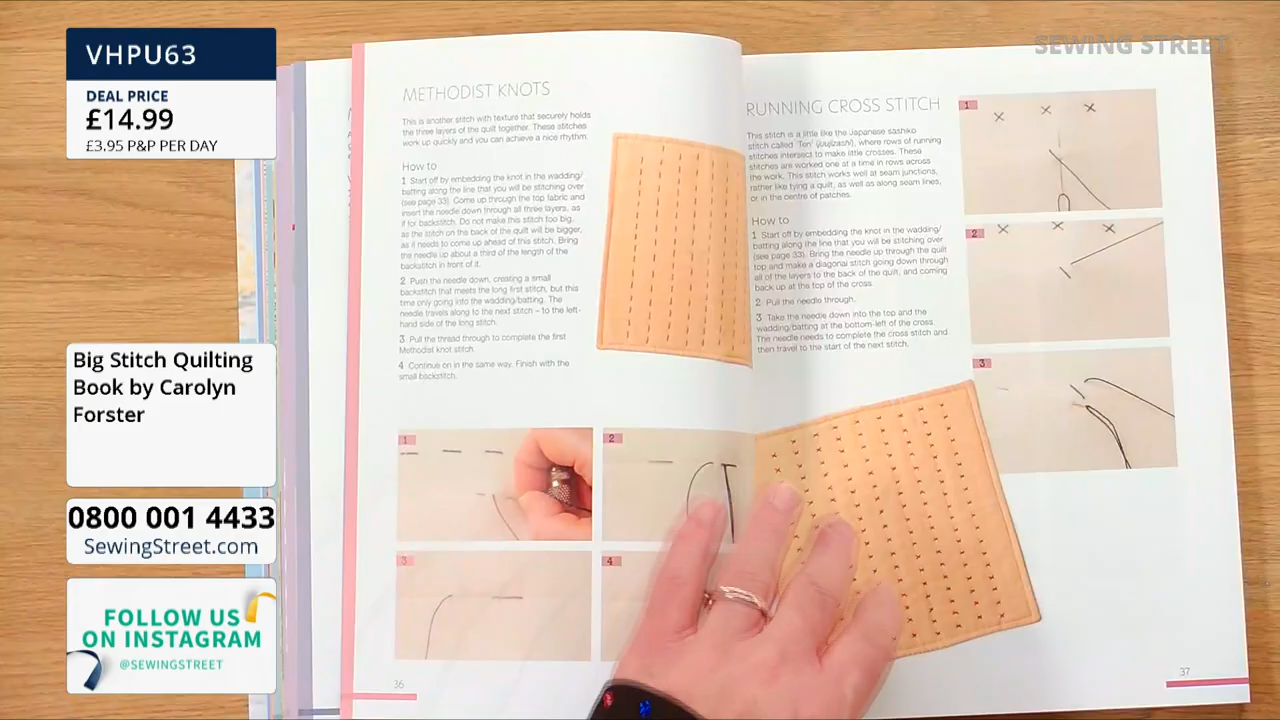 VHPU63
DEAL PRICE
£14.99
£3.95 P&P PER DAY
Big Stitch Quilting
Book by Carolyn
Forster
0800 001 4433
SewingStreet.com
FOLLOW US
ON INSTAGRAM
@SEWINGSTREET
SEWING STREET
METHODIST KNOTS
This is another stitch with texture that securely holds
the three layers of the quilt together. These stitches
work up quickly and you can achieve a nice rhythm.
How to
1 Start off by embedding the knot in the wadding/
batting along the line that you will be stitching over
(see page 33). Come up through the top fabric and
insert the needle down through all three layers, as
if for backstitch. Do not make this stitch too big,
as the stitch on the back of the quilt will be bigger,
as it needs to come up ahead of this stitch. Bring
the needle up about a third of the length of the
backstitch in front of it.
2 Push the needle down, creating a small
backstitch that meets the long first stitch, but this
time only going into the wadding/batting. The
needle travels along to the next stitch – to the left-
hand side of the long stitch.
3 Pull the thread through to complete the first
Methodist knot stitch.
4 Continue on in the same way. Finish with the
small backstitch.
1
2
3
4
36
RUNNING CROSS STITCH
This stitch is a little like the Japanese sashiko
stitch called 'Ten' (jujizashi), where rows of running
stitches intersect to make little crosses. These
stitches are worked one at a time in rows across
the work. This stitch works well at seam junctions,
rather like tying a quilt, as well as along seam lines,
or in the centre of patches.
How to
1 Start off by embedding the knot in the wadding/
batting along the line that you will be stitching over
(see page 33). Bring the needle up through the quilt
top and make a diagonal stitch going down through
all of the layers to the back of the quilt, and coming
back up at the top of the cross.
2 Pull the needle through.
3 Take the needle down into the top and the
wadding/batting at the bottom-left of the cross.
The needle needs to complete the cross stitch and
then travel to the start of the next stitch.
1
2
3
37